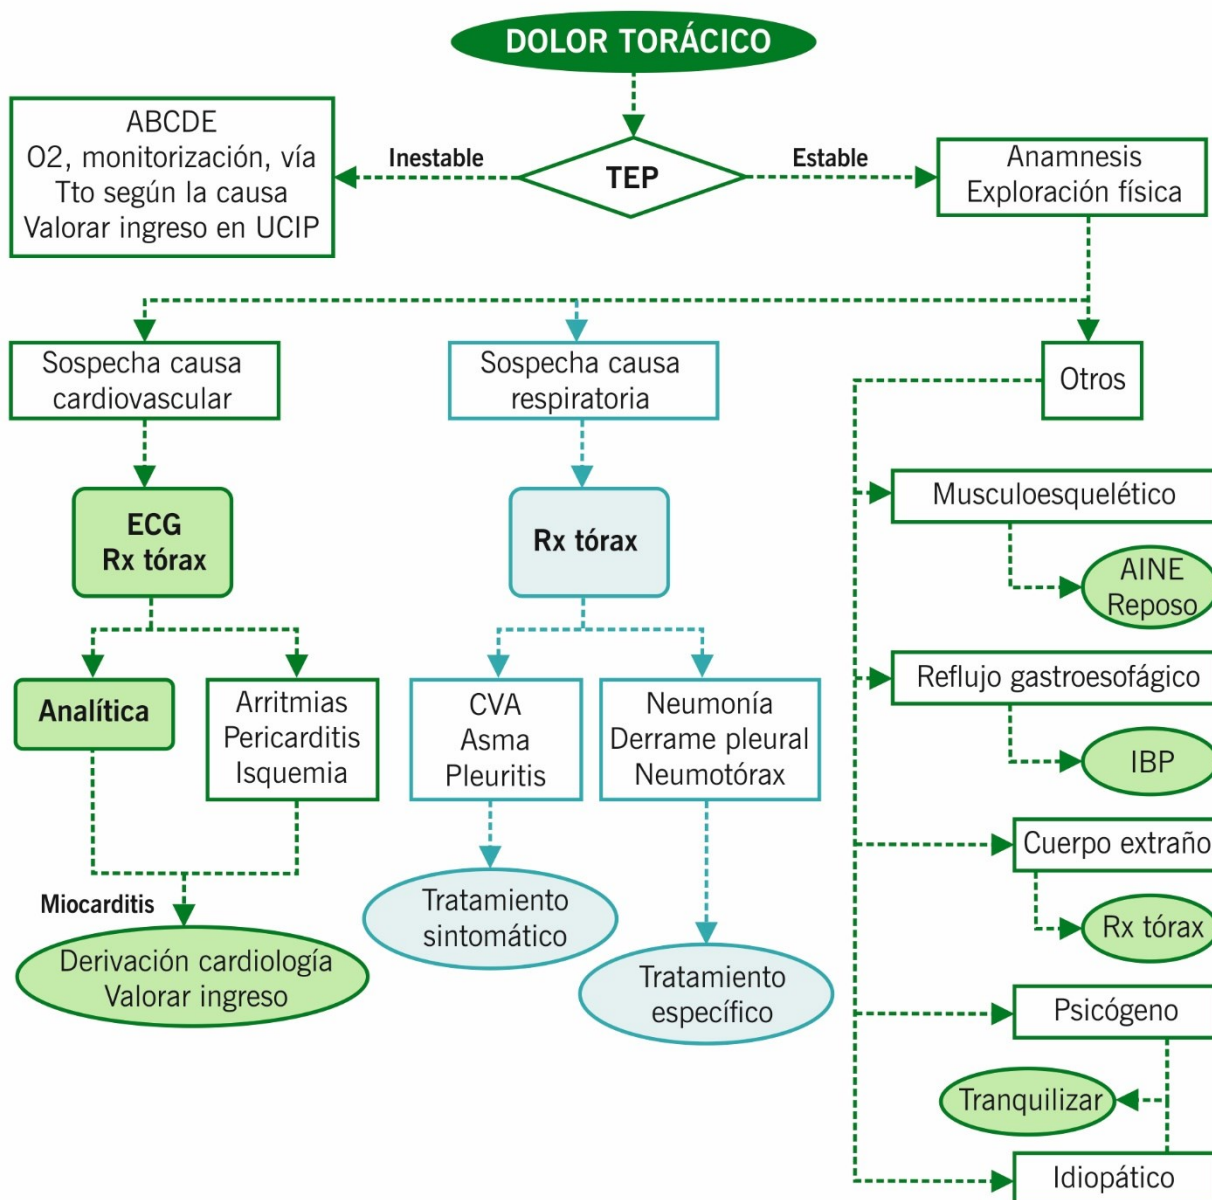 DOLOR TORÁCICO
ABCDE
O2, monitorización, vía
Tto según la causa
Valorar ingreso en UCIP
Inestable
TEP
Estable
Anamnesis
Exploración física
Sospecha causa
cardiovascular
Sospecha causa
respiratoria
Otros
ECG
Rx tórax
Rx tórax
Musculoesquelético
AINE
Reposo
Analítica
Arritmias
Pericarditis
Isquemia
CVA
Asma
Pleuritis
Neumonía
Derrame pleural
Neumotórax
Reflujo gastroesofágico
IBP
Cuerpo extraño
Rx tórax
Miocarditis
Derivación cardiología
Valorar ingreso
Tratamiento
sintomático
Tratamiento
específico
Psicógeno
Tranquilizar
Idiopático